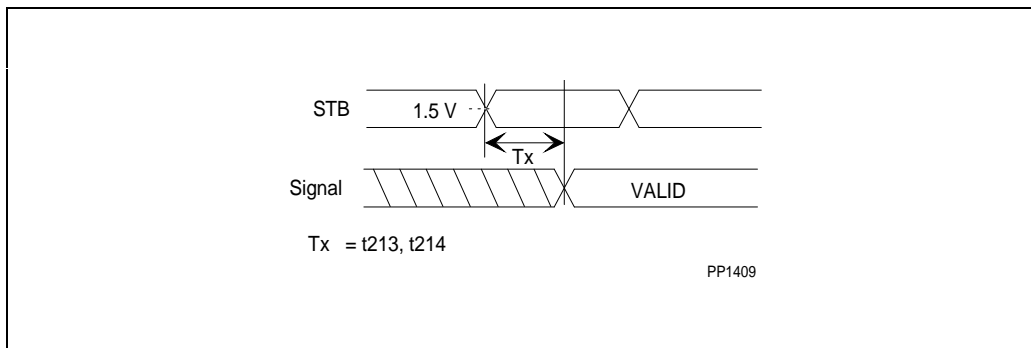 STB
1.5 V
Tx
Signal
VALID
Tx = t213, t214
PP1409